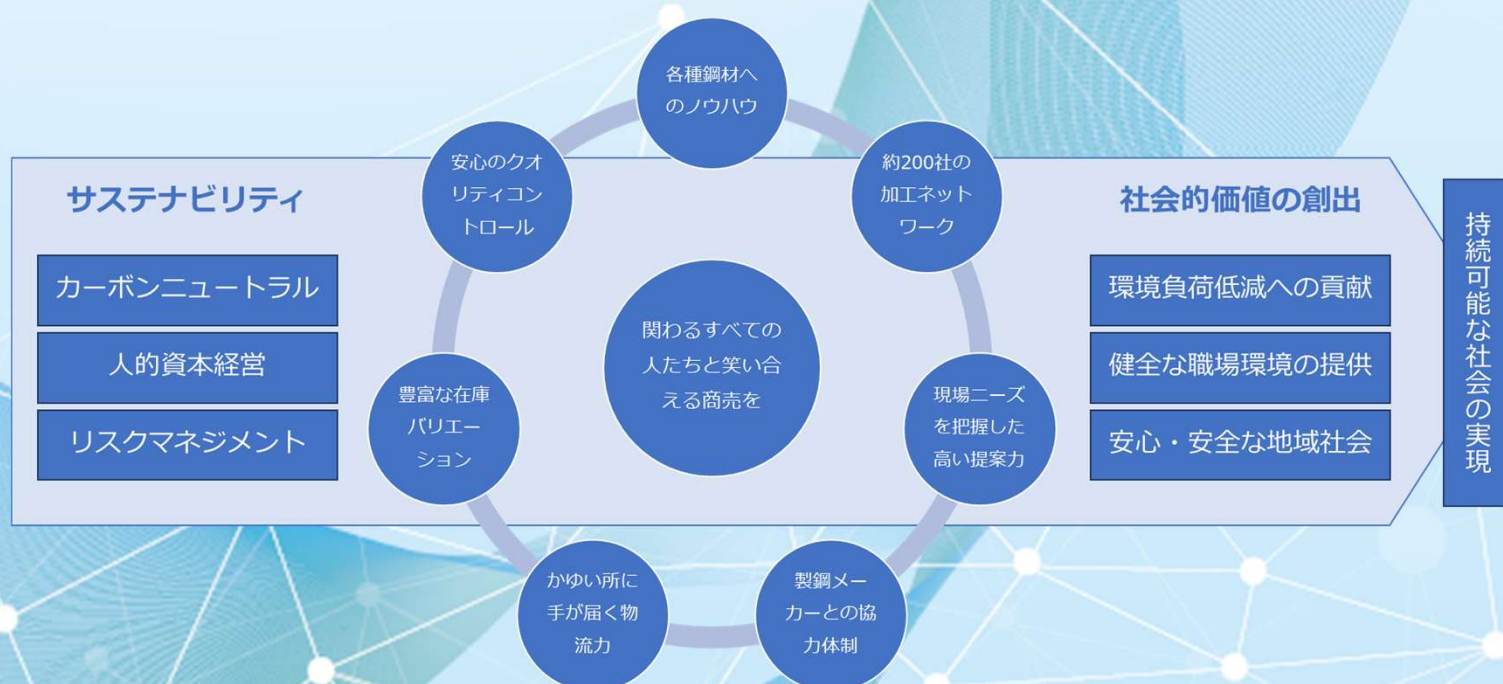 サステナビリティ
カーボンニュートラル
人的資本経営
リスクマネジメント
各種鋼材へ
のノウハウ
約200社の
加工ネット
ワーク
現場ニーズ
を把握した
高い提案力
製鋼メー
カーとの協
力体制
かゆい所に
手が届く物
流力
豊富な在庫
バリエー
ション
安心のクオ
リティコン
トロール
関わるすべての
人たちと笑い合
える商売を
社会的価値の創出
環境負荷低減への貢献
健全な職場環境の提供
安心・安全な地域社会
持続可能な社会の実現